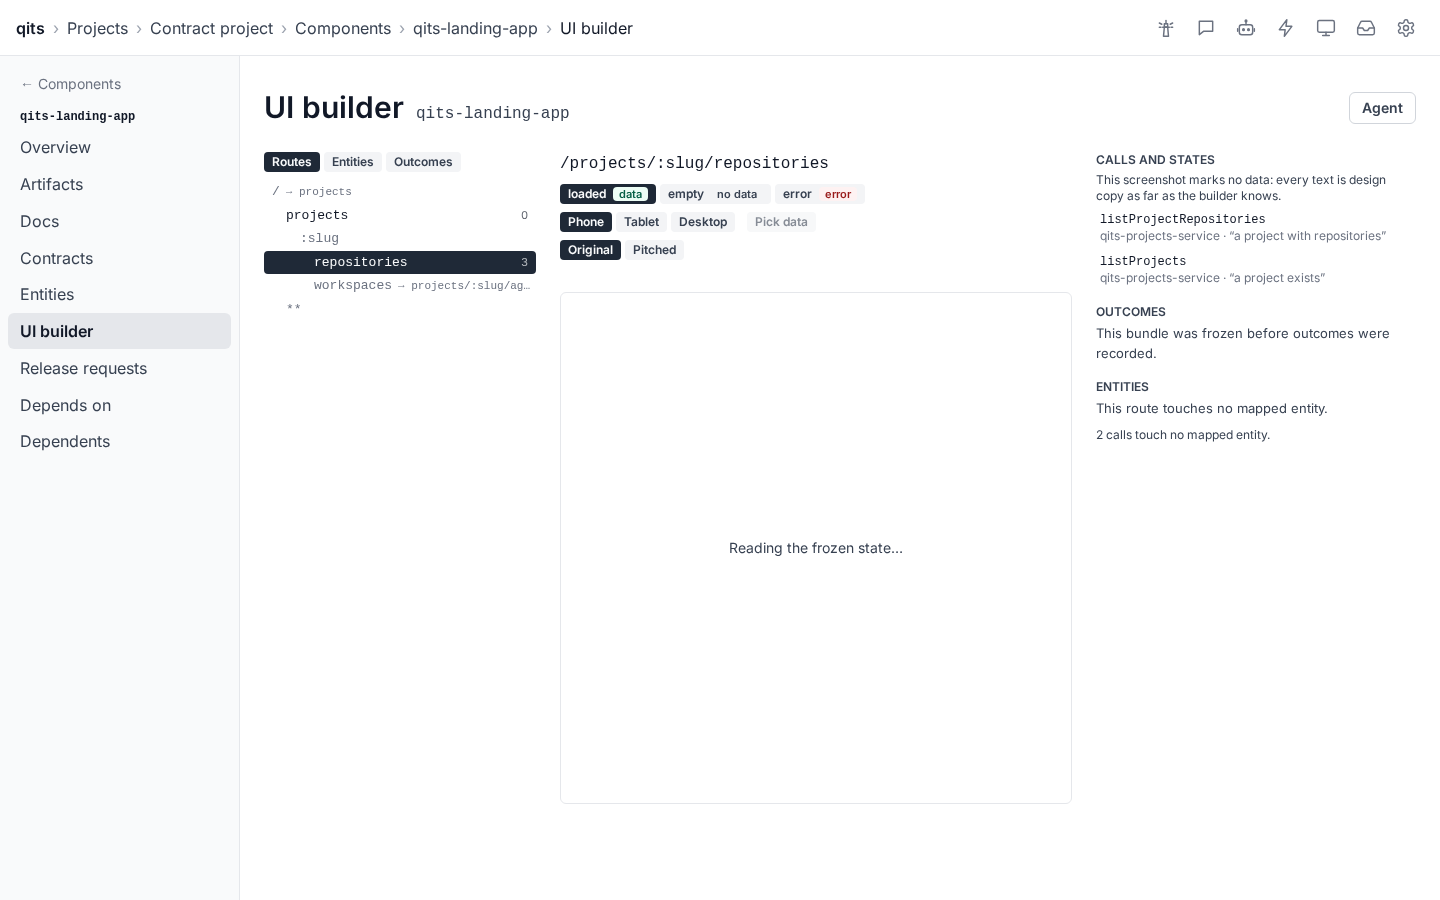 qits › Projects › Contract project › Components › qits-landing-app › UI builder
← Components
qits-landing-app
Overview
Artifacts
Docs
Contracts
Entities
UI builder
Release requests
Depends on
Dependents
UI builder qits-landing-app
Agent
Routes Entities Outcomes
/ → projects
projects 0
:slug
repositories 3
workspaces → projects/:slug/ag…
**
/projects/:slug/repositories
loaded data empty no data error error
Phone Tablet Desktop Pick data
Original Pitched
Reading the frozen state…
CALLS AND STATES
This screenshot marks no data: every text is design
copy as far as the builder knows.
listProjectRepositories
qits-projects-service · “a project with repositories”
listProjects
qits-projects-service · “a project exists”
OUTCOMES
This bundle was frozen before outcomes were
recorded.
ENTITIES
This route touches no mapped entity.
2 calls touch no mapped entity.